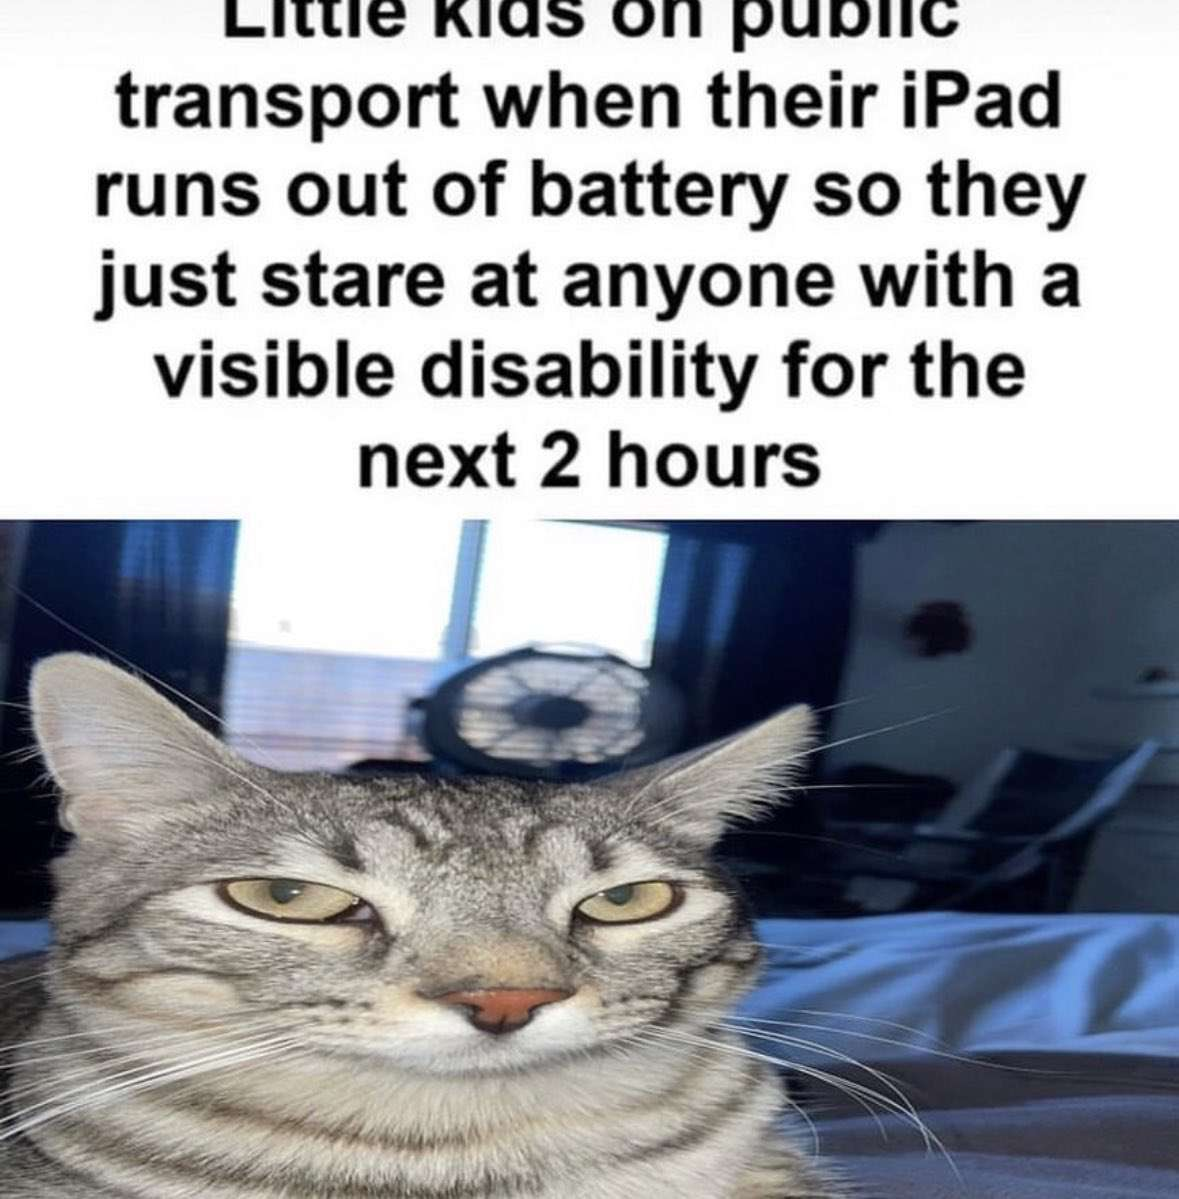 Little kids on public
transport when their iPad
runs out of battery so they
just stare at anyone with a
visible disability for the
next 2 hours